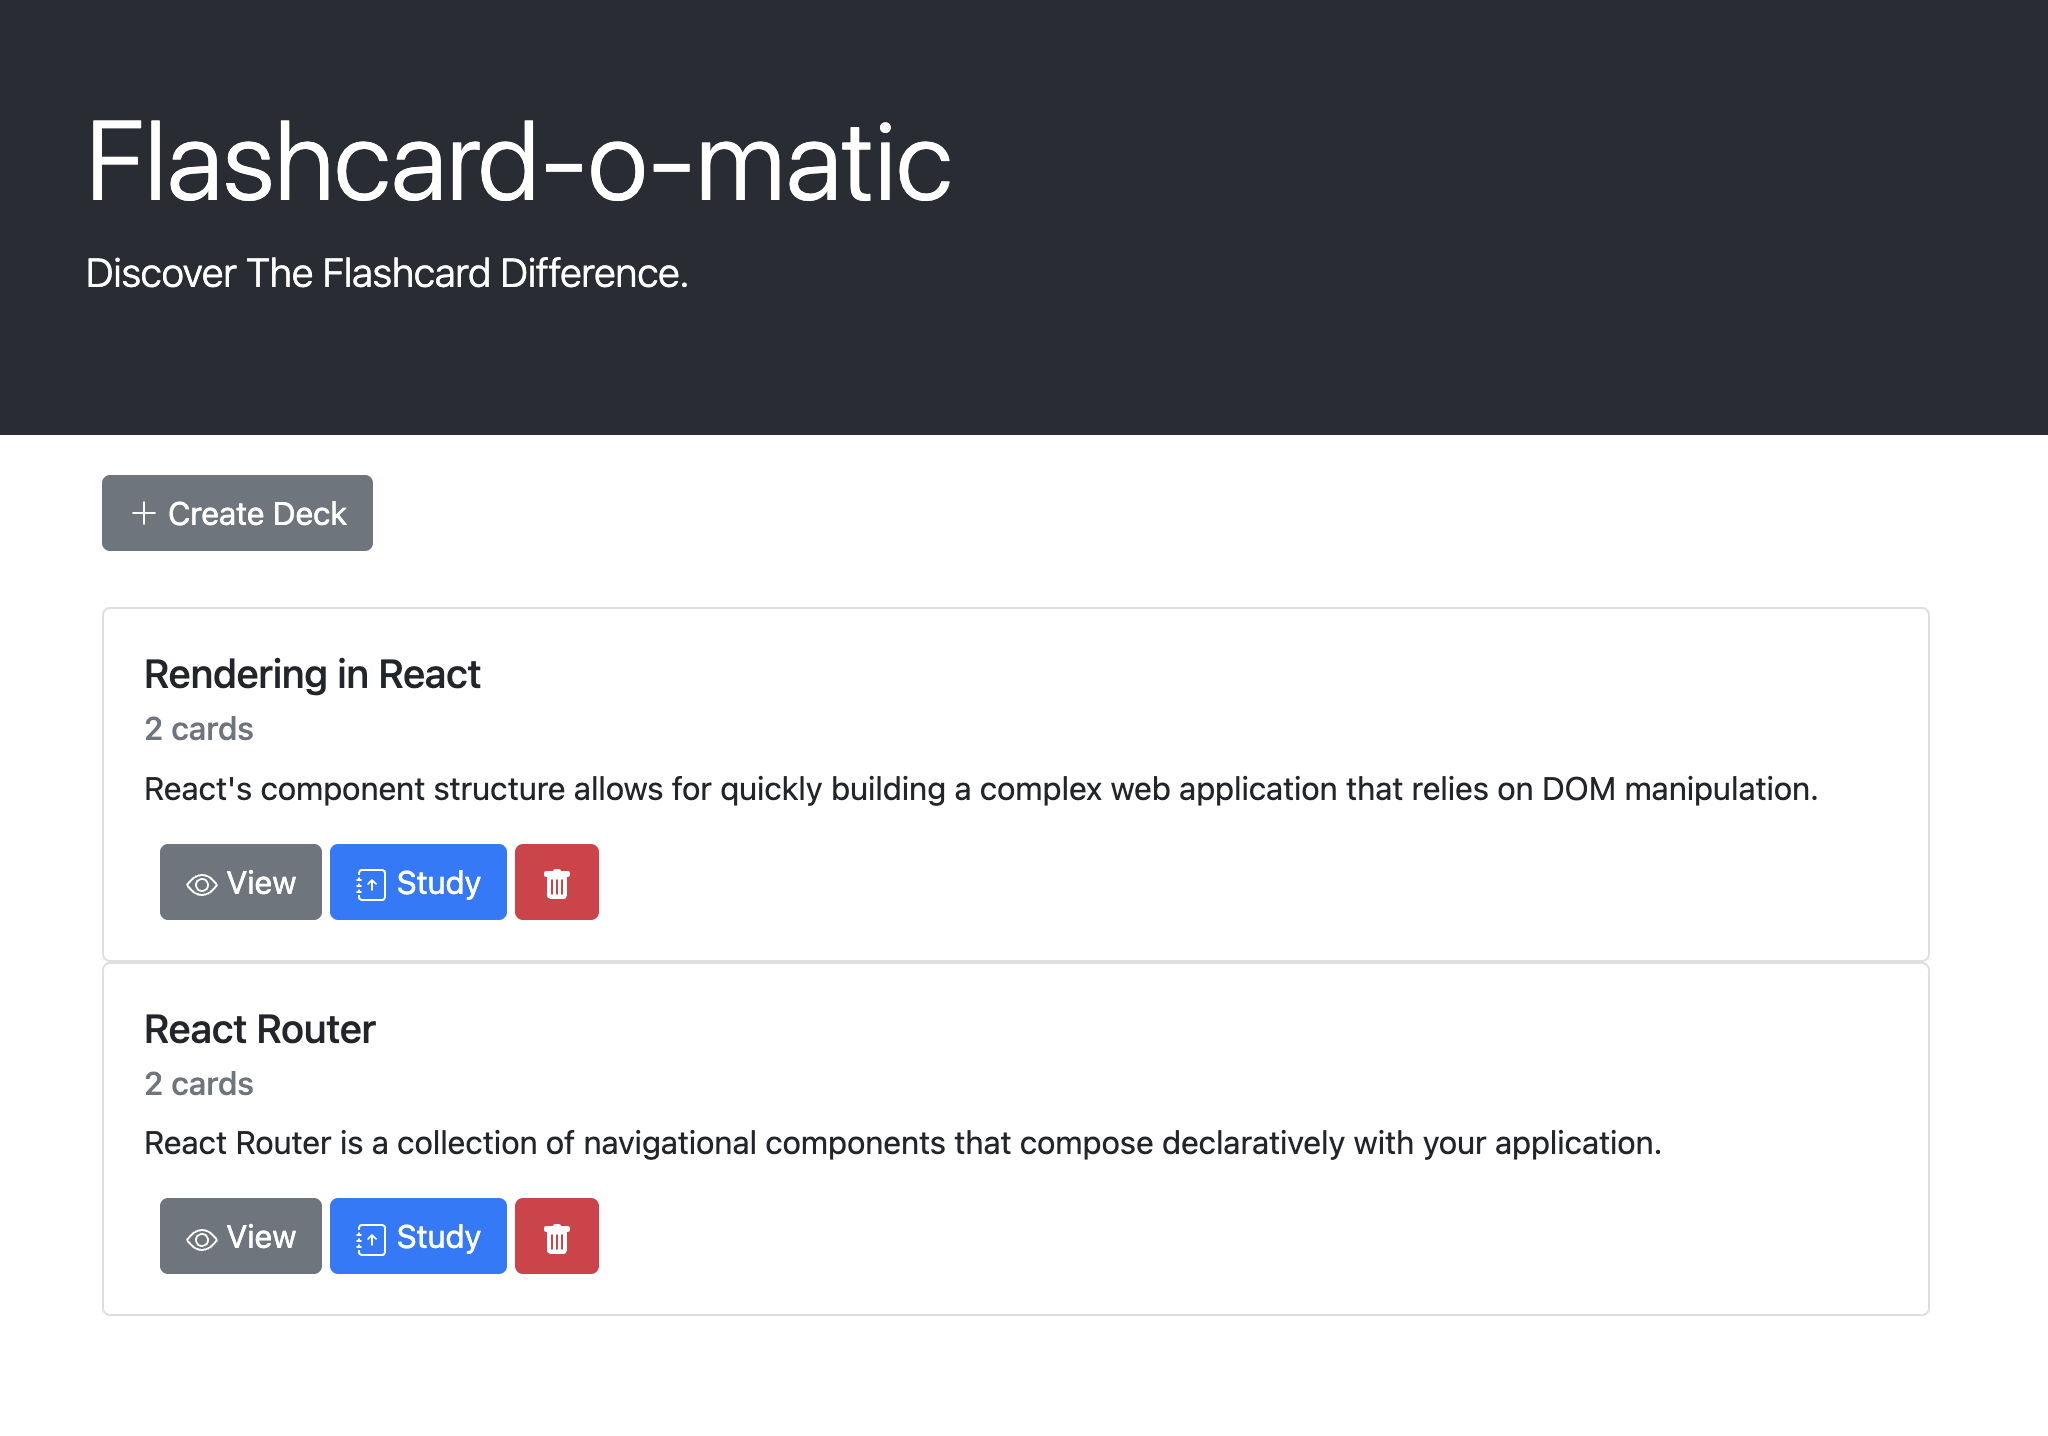 Flashcard-o-matic
Discover The Flashcard Difference.
+ Create Deck
Rendering in React
2 cards
React's component structure allows for quickly building a complex web application that relies on DOM manipulation.
View Study
React Router
2 cards
React Router is a collection of navigational components that compose declaratively with your application.
View Study